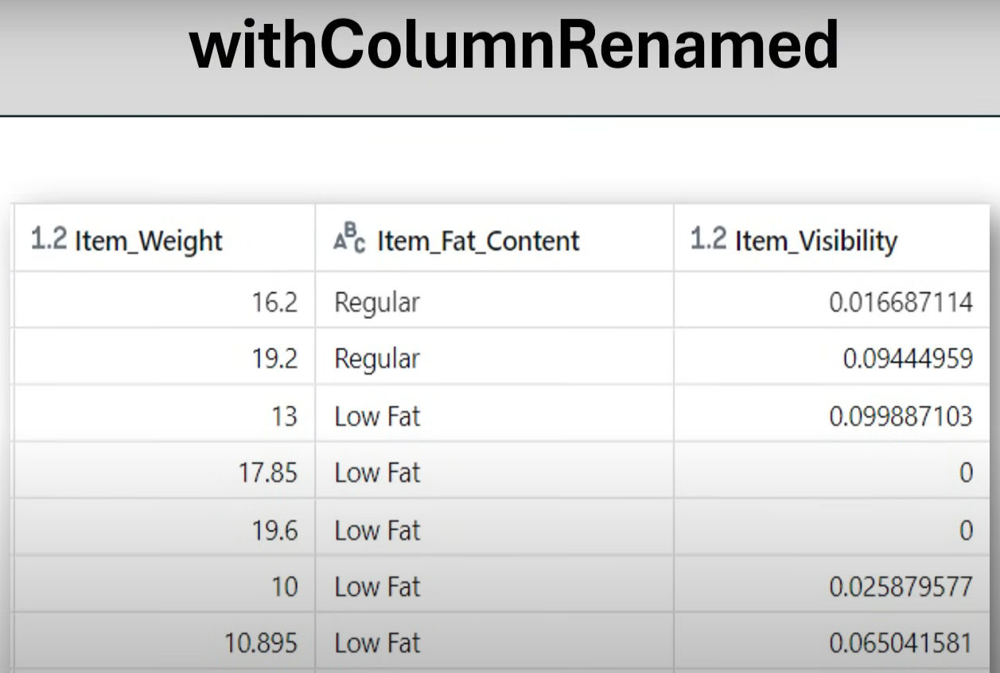 withColumnRenamed
1.2 Item_Weight ABC Item_Fat_Content 1.2 Item_Visibility
16.2 Regular 0.016687114
19.2 Regular 0.09444959
13 Low Fat 0.099887103
17.85 Low Fat 0
19.6 Low Fat 0
10 Low Fat 0.025879577
10.895 Low Fat 0.065041581